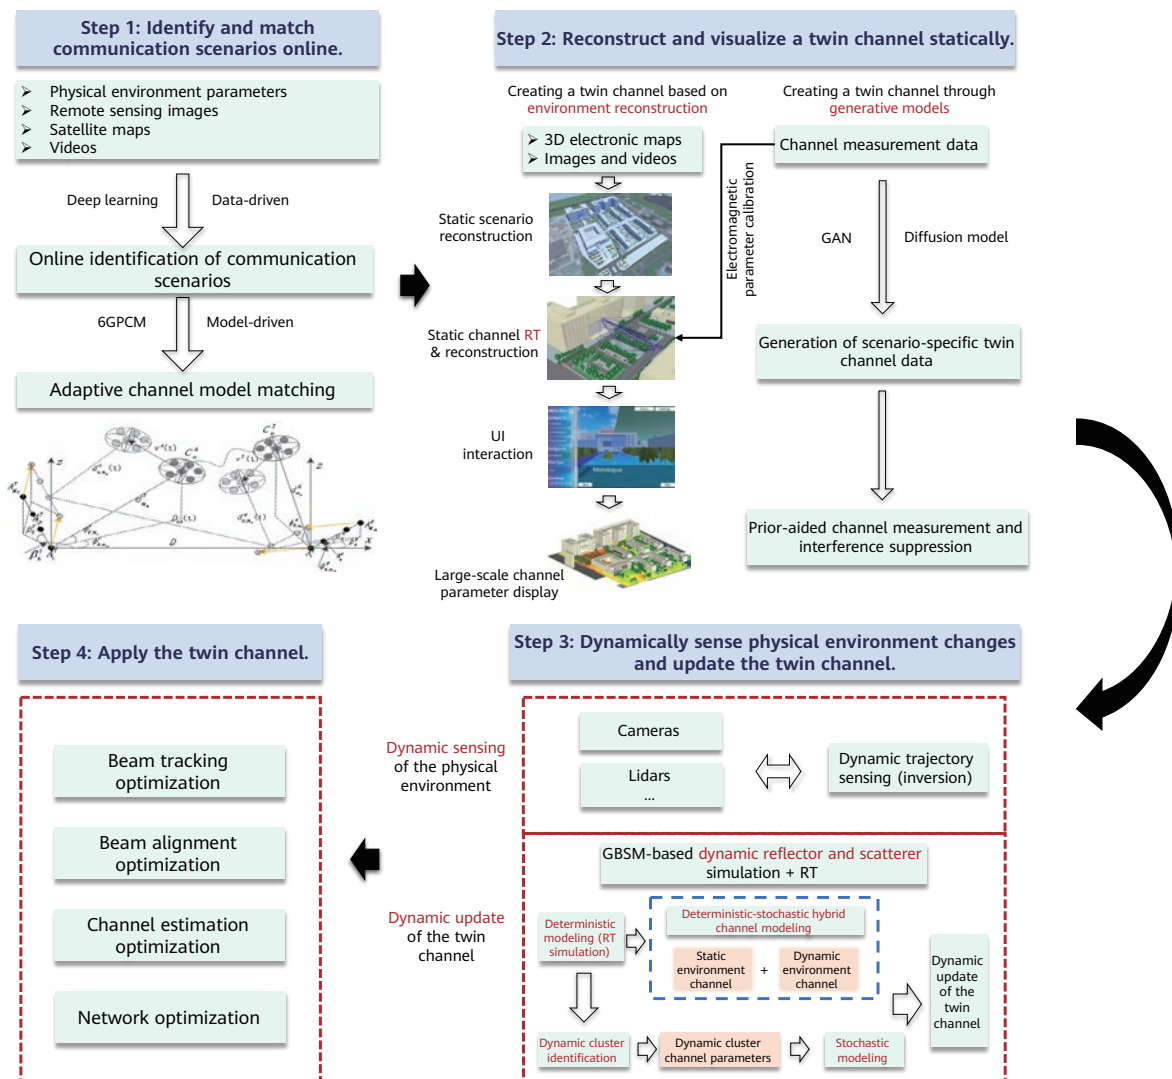 Step 1: Identify and match
communication scenarios online.
➢ Physical environment parameters
➢ Remote sensing images
➢ Satellite maps
➢ Videos
Deep learning
Data-driven
Online identification of communication
scenarios
6GPCM
Model-driven
Adaptive channel model matching
Step 2: Reconstruct and visualize a twin channel statically.
Creating a twin channel based on
environment reconstruction
➢ 3D electronic maps
➢ Images and videos
Static scenario
reconstruction
Static channel RT
& reconstruction
UI
interaction
Large-scale channel
parameter display
Electromagnetic
parameter calibration
Creating a twin channel through
generative models
Channel measurement data
GAN
Diffusion model
Generation of scenario-specific twin
channel data
Prior-aided channel measurement and
interference suppression
Step 3: Dynamically sense physical environment changes
and update the twin channel.
Dynamic sensing
of the physical
environment
Cameras
Lidars
...
Dynamic trajectory
sensing (inversion)
Dynamic update
of the twin
channel
GBSM-based dynamic reflector and scatterer
simulation + RT
Deterministic
modeling (RT
simulation)
Deterministic-stochastic hybrid
channel modeling
Static
environment
channel
+
Dynamic
environment
channel
Dynamic cluster
identification
Dynamic cluster
channel parameters
Stochastic
modeling
Dynamic
update
of the
twin
channel
Step 4: Apply the twin channel.
Beam tracking
optimization
Beam alignment
optimization
Channel estimation
optimization
Network optimization